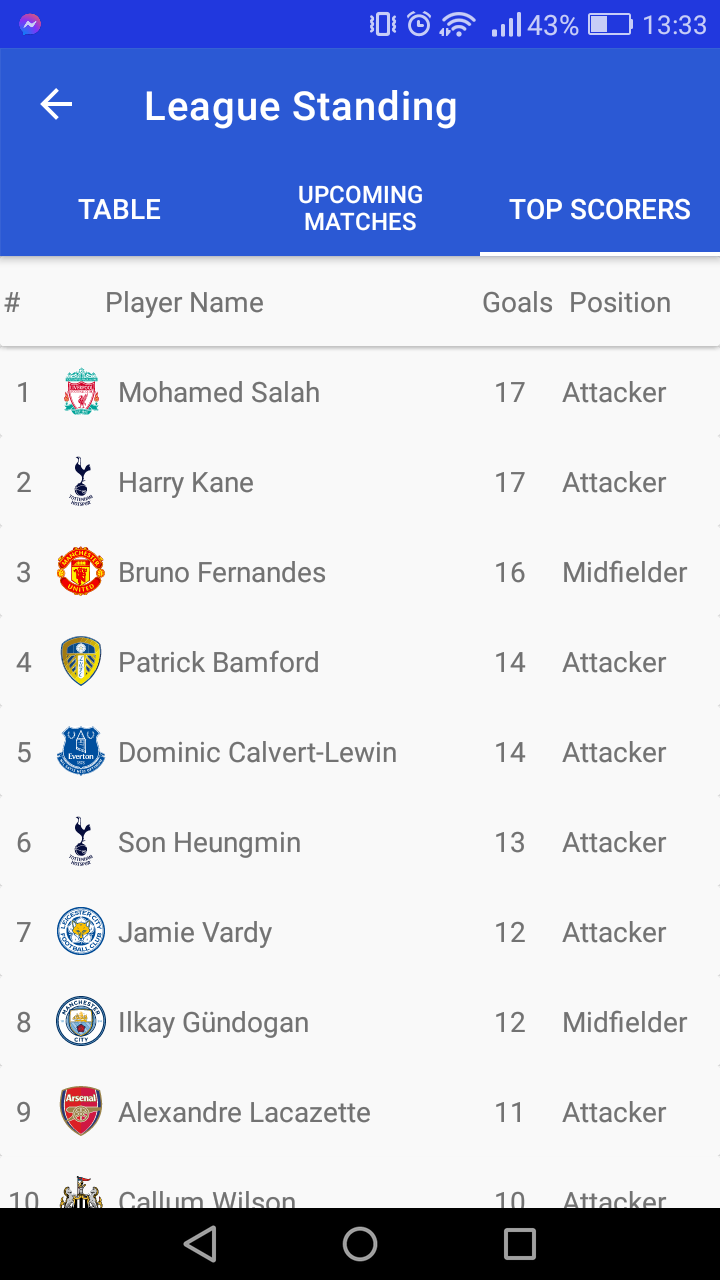 43% 13:33
League Standing
TABLE
UPCOMING
MATCHES
TOP SCORERS
# Player Name Goals Position
1 Mohamed Salah 17 Attacker
2 Harry Kane 17 Attacker
3 Bruno Fernandes 16 Midfielder
4 Patrick Bamford 14 Attacker
5 Everton Dominic Calvert-Lewin 14 Attacker
6 Son Heungmin 13 Attacker
7 Jamie Vardy 12 Attacker
8 Ilkay Gündogan 12 Midfielder
9 Arsenal Alexandre Lacazette 11 Attacker
10 Callum Wilson 10 Attacker